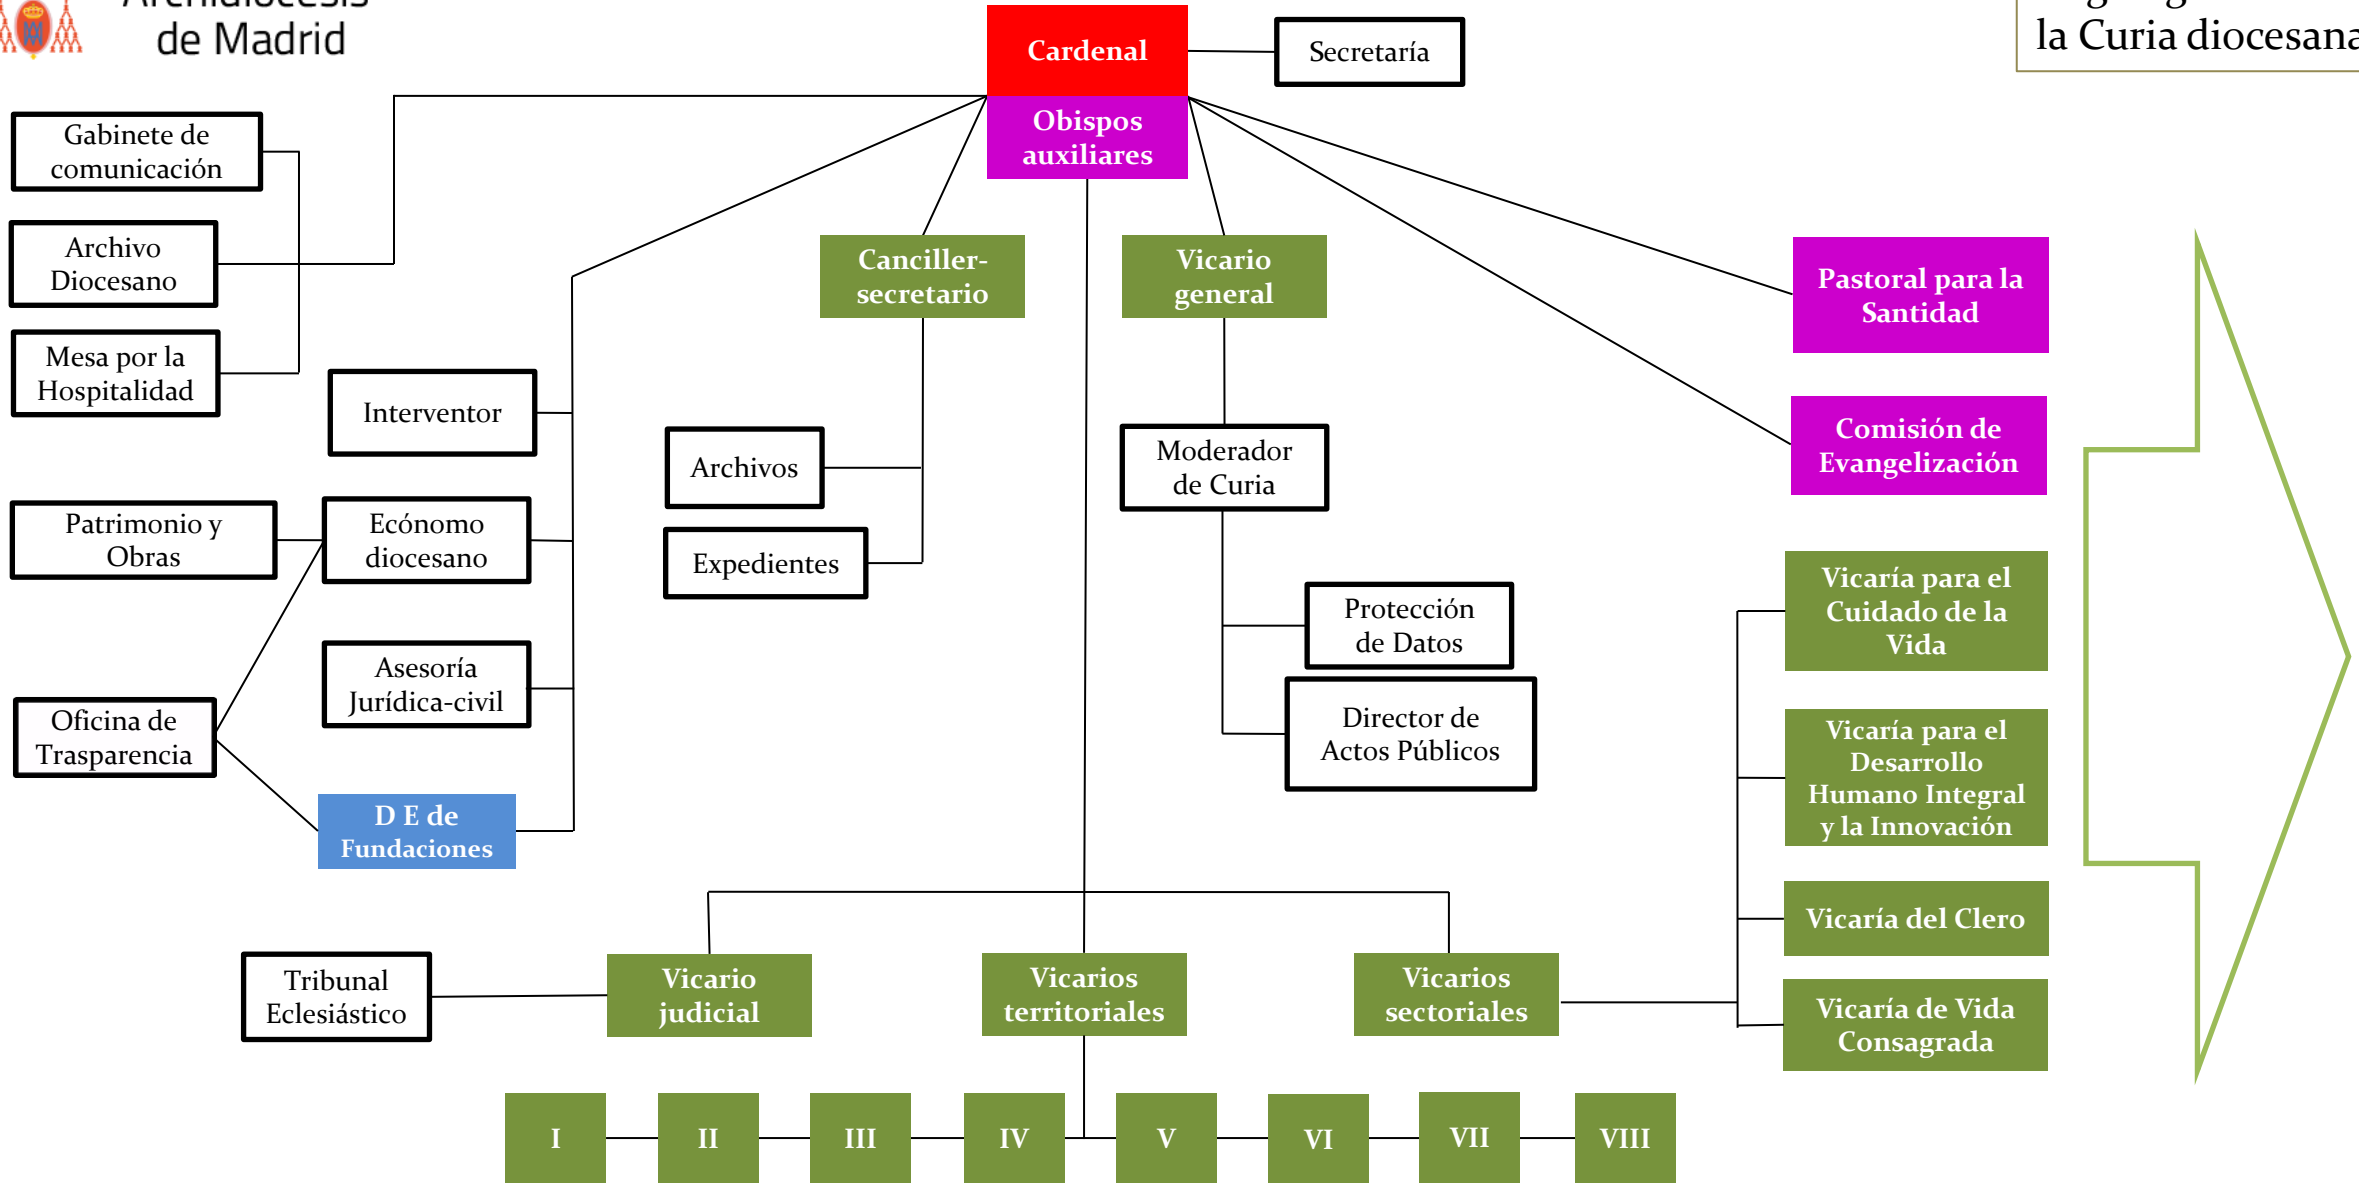 de Madrid
la Curia diocesana
Cardenal
Secretaría
Obispos
auxiliares
Gabinete de
comunicación
Archivo
Diocesano
Mesa por la
Hospitalidad
Canciller-
secretario
Vicario
general
Pastoral para la
Santidad
Comisión de
Evangelización
Interventor
Archivos
Moderador
de Curia
Patrimonio y
Obras
Ecónomo
diocesano
Expedientes
Protección
de Datos
Asesoría
Jurídica-civil
Director de
Actos Públicos
Oficina de
Trasparencia
D E de
Fundaciones
Vicaría para el
Cuidado de la
Vida
Vicaría para el
Desarrollo
Humano Integral
y la Innovación
Vicaría del Clero
Vicaría de Vida
Consagrada
Tribunal
Eclesiástico
Vicario
judicial
Vicarios
territoriales
Vicarios
sectoriales
I
II
III
IV
V
VI
VII
VIII